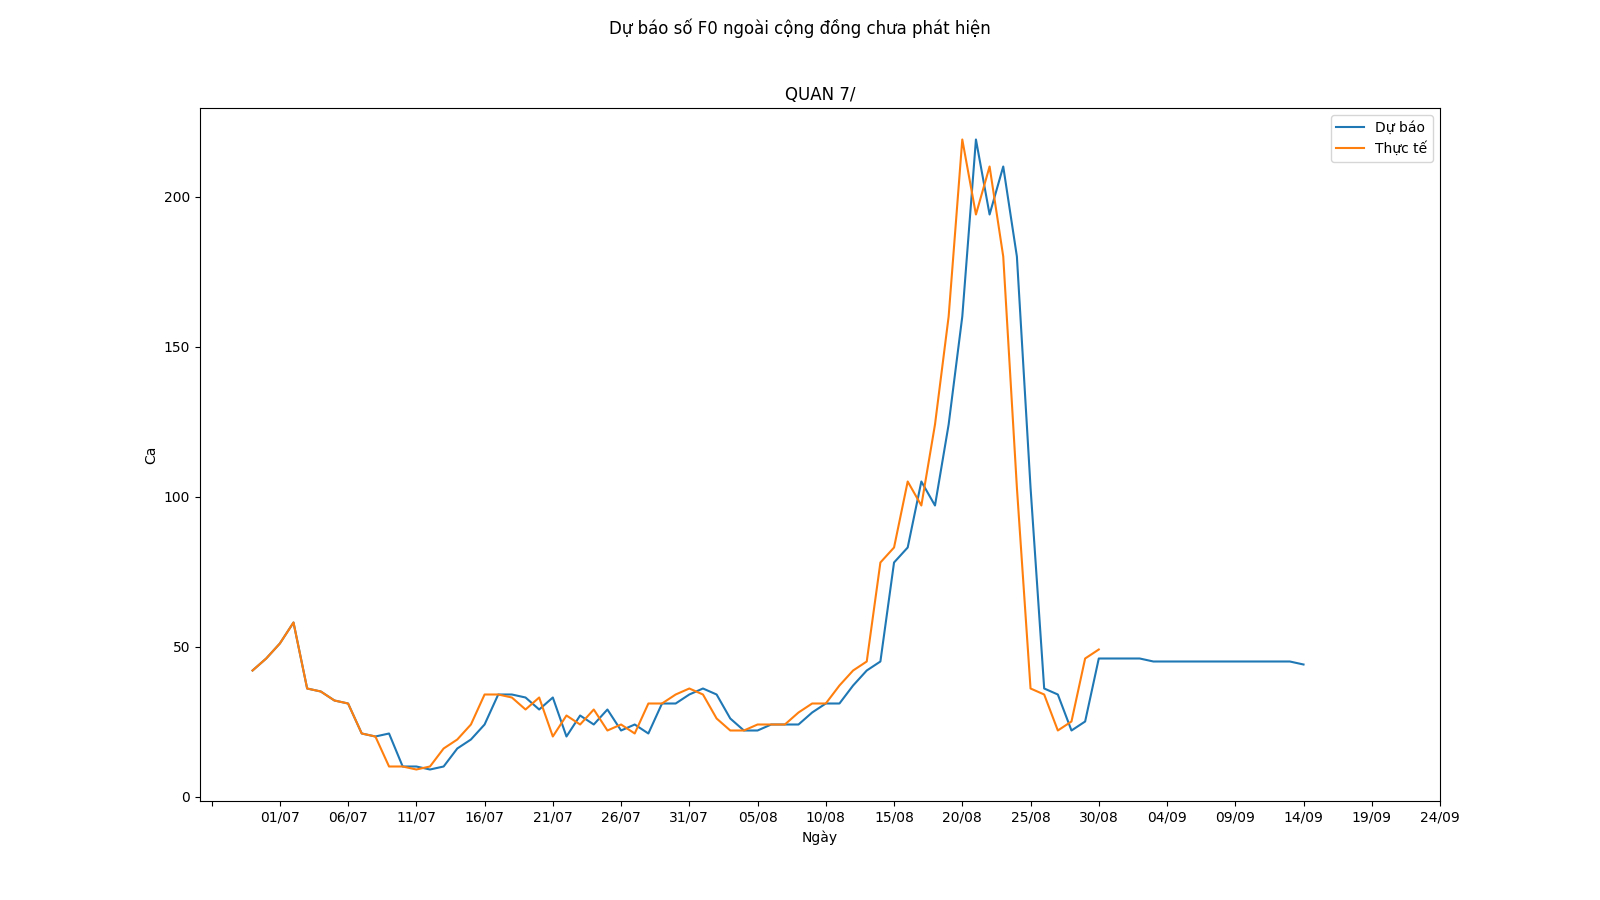 Dự báo số F0 ngoài cộng đồng chưa phát hiện
QUAN 7/
Dự báo
Thực tế
200
150
100
50
0
Ca
01/07 06/07 11/07 16/07 21/07 26/07 31/07 05/08 10/08 15/08 20/08 25/08 30/08 04/09 09/09 14/09 19/09 24/09
Ngày